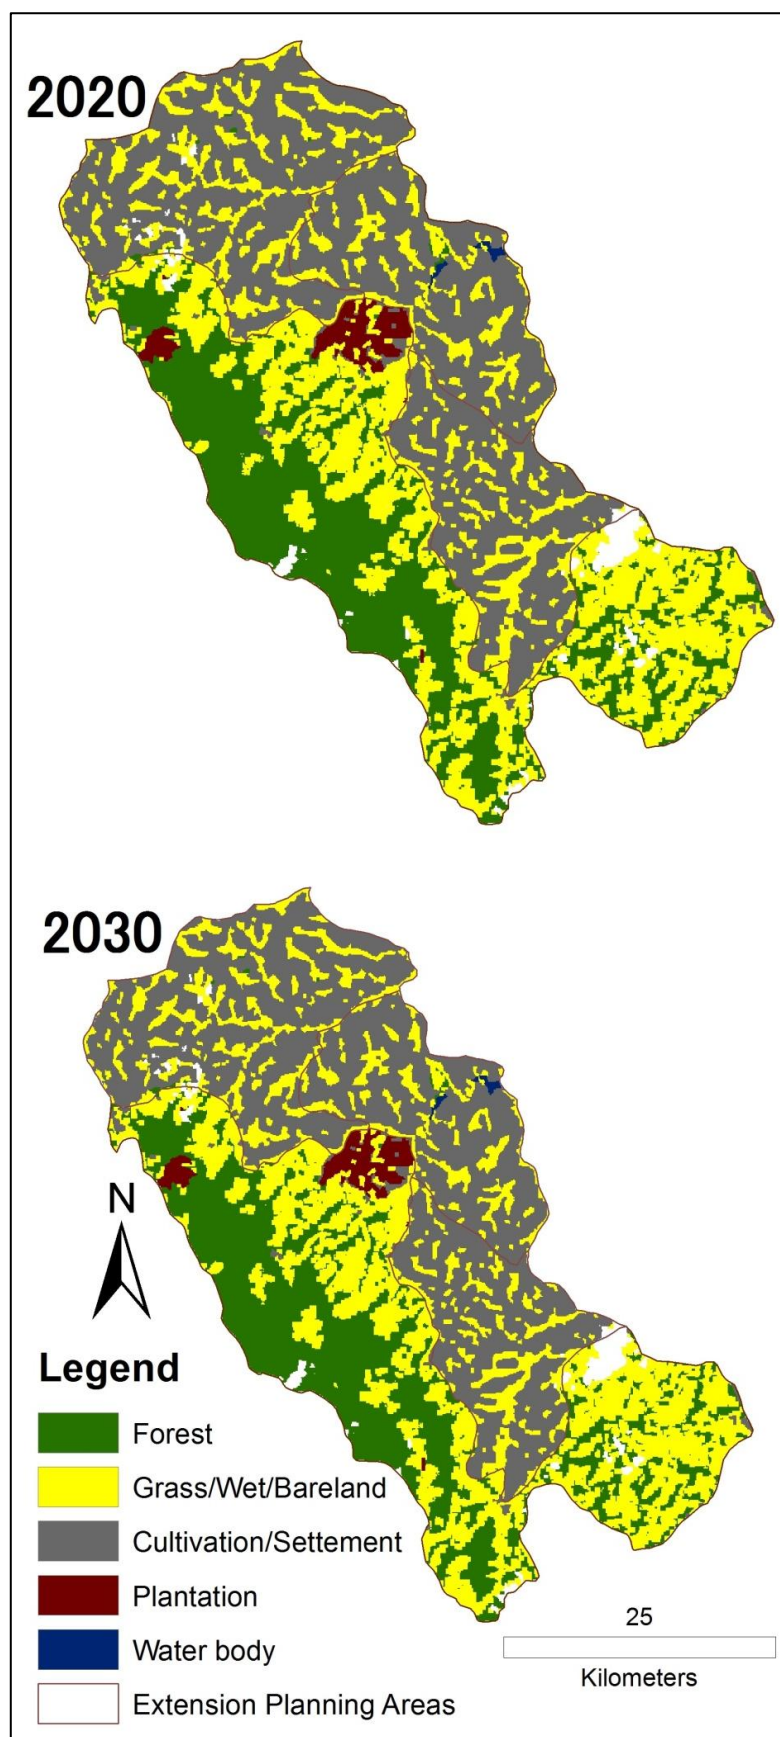 2020
2030
N
Legend
Forest
Grass/Wet/Bareland
Cultivation/Settement
Plantation
Water body
Extension Planning Areas
25
Kilometers